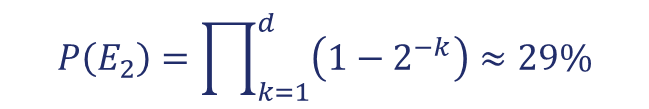 P(E₂) = ∏ᵈₖ₌₁(1 − 2⁻ᵏ) ≈ 29%